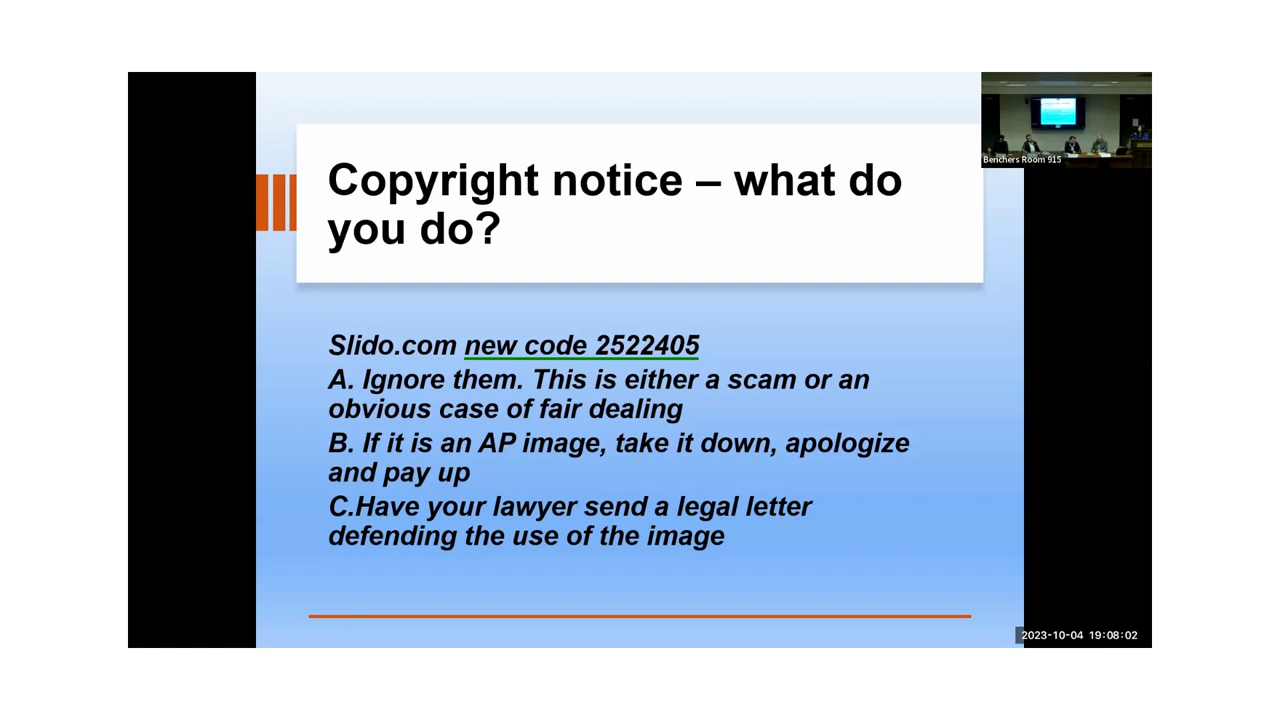 Copyright notice – what do
you do?
Benchers Room 915
Slido.com new code 2522405
A. Ignore them. This is either a scam or an
obvious case of fair dealing
B. If it is an AP image, take it down, apologize
and pay up
C.Have your lawyer send a legal letter
defending the use of the image
2023-10-04 19:08:02